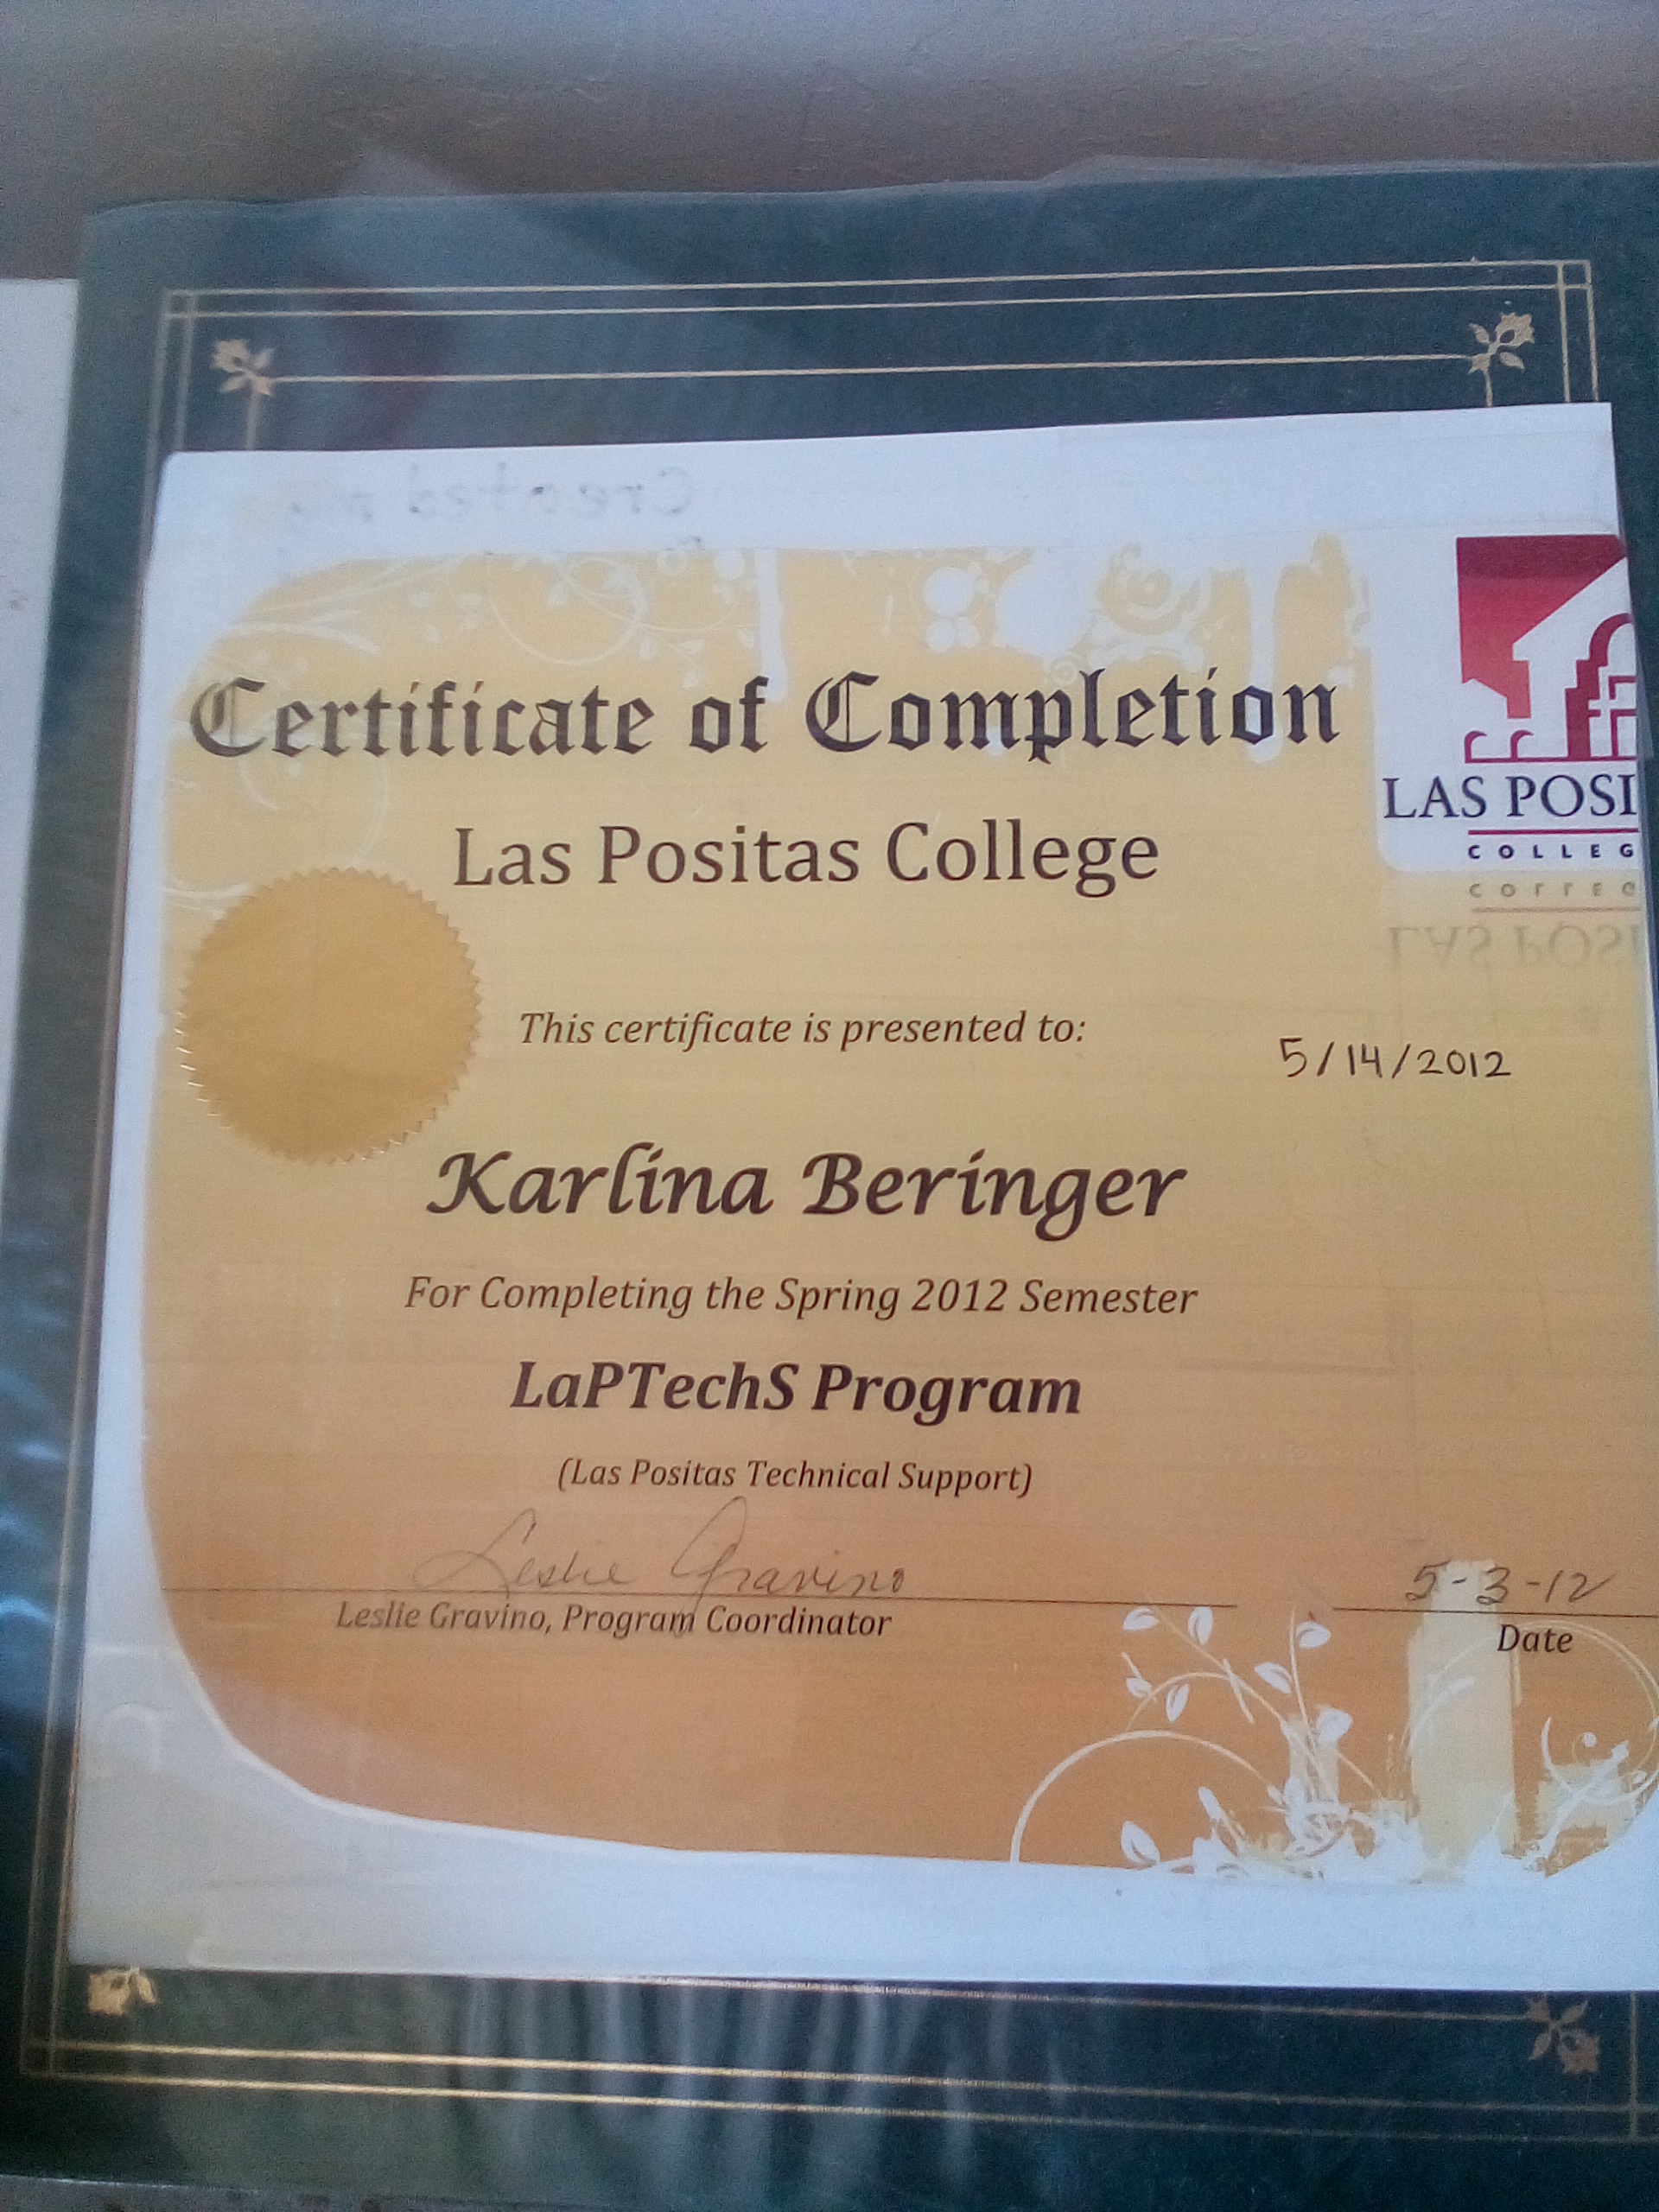 Certificate of Completion
LAS POSI
COLLEG
Las Positas College
This certificate is presented to:
5/14/2012
Karlina Beringer
For Completing the Spring 2012 Semester
LaPTechS Program
(Las Positas Technical Support)
Leslie Gravino
5-3-12
Leslie Gravino, Program Coordinator
Date